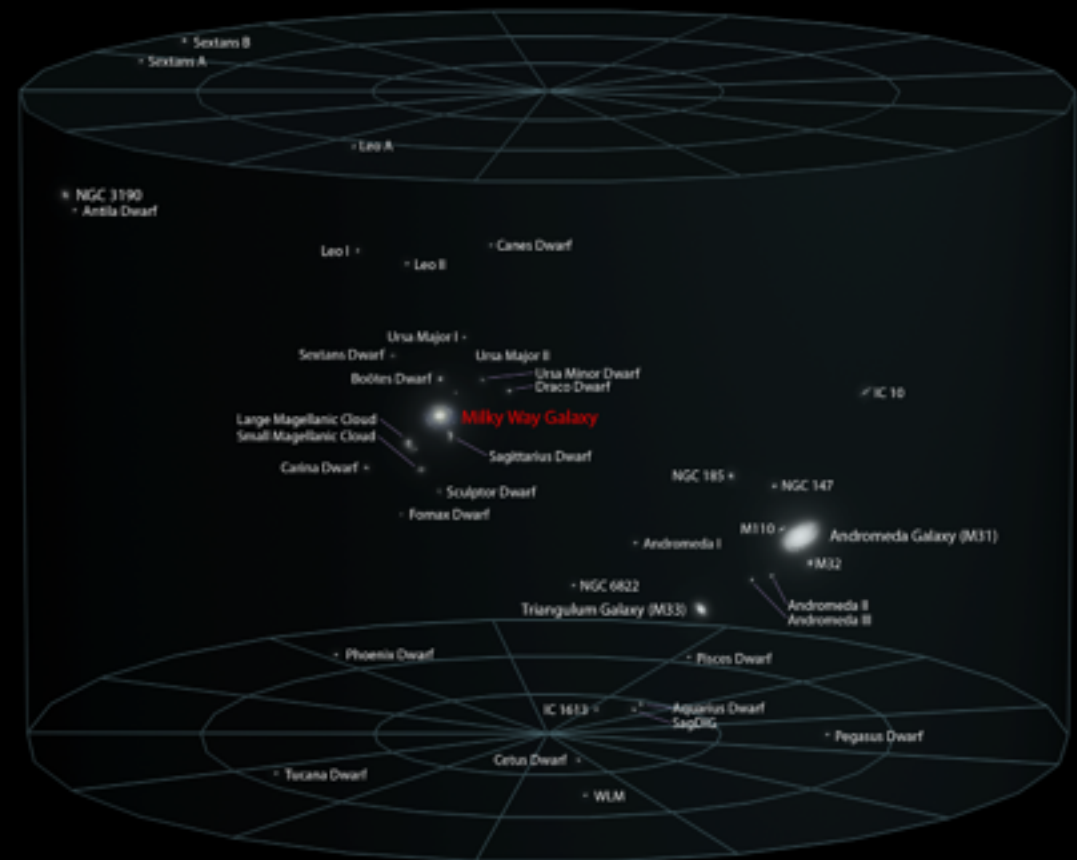 Sextans B
Sextans A
Leo A
NGC 3190
Antlia Dwarf
Canes Dwarf
Leo I
Leo II
Ursa Major I
Sextans Dwarf
Ursa Major II
Boötes Dwarf
Ursa Minor Dwarf
Draco Dwarf
IC 10
Milky Way Galaxy
Large Magellanic Cloud
Small Magellanic Cloud
Sagittarius Dwarf
Carina Dwarf
NGC 185
NGC 147
Sculptor Dwarf
Fornax Dwarf
M110
Andromeda Galaxy (M31)
Andromeda I
M32
NGC 6822
Andromeda II
Triangulum Galaxy (M33)
Andromeda III
Phoenix Dwarf
Pisces Dwarf
IC 1613
Aquarius Dwarf
SagDIG
Pegasus Dwarf
Cetus Dwarf
Tucana Dwarf
WLM